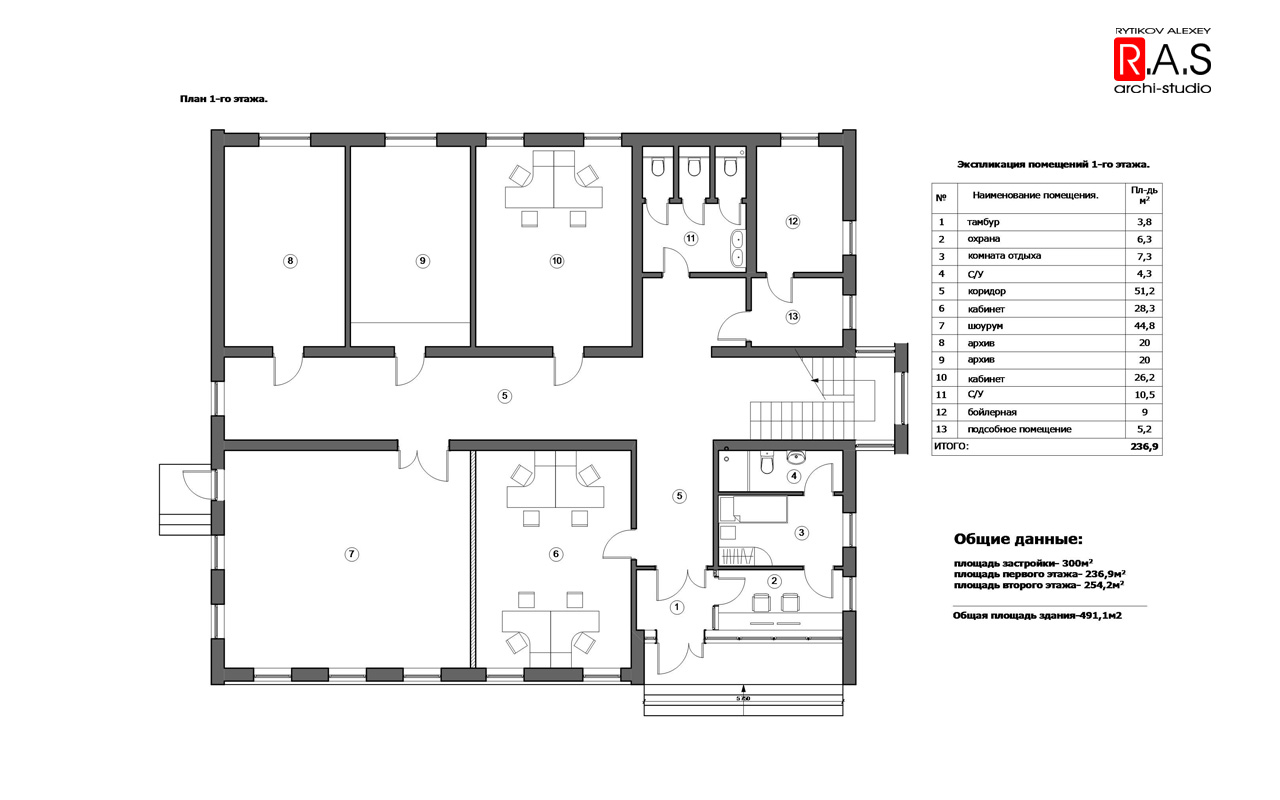 RYTIKOV ALEXEY
R.A.S
archi-studio
План 1-го этажа.
Экспликация помещений 1-го этажа.
№ Наименование помещения. Пл-дь м²
1 тамбур 3,8
2 охрана 6,3
3 комната отдыха 7,3
4 С/У 4,3
5 коридор 51,2
6 кабинет 28,3
7 шоурум 44,8
8 архив 20
9 архив 20
10 кабинет 26,2
11 С/У 10,5
12 бойлерная 9
13 подсобное помещение 5,2
ИТОГО: 236,9
8
9
10
11
12
13
5
7
6
5
4
3
2
1
Общие данные:
площадь застройки- 300м²
площадь первого этажа- 236,9м²
площадь второго этажа- 254,2м²
Общая площадь здания-491,1м2